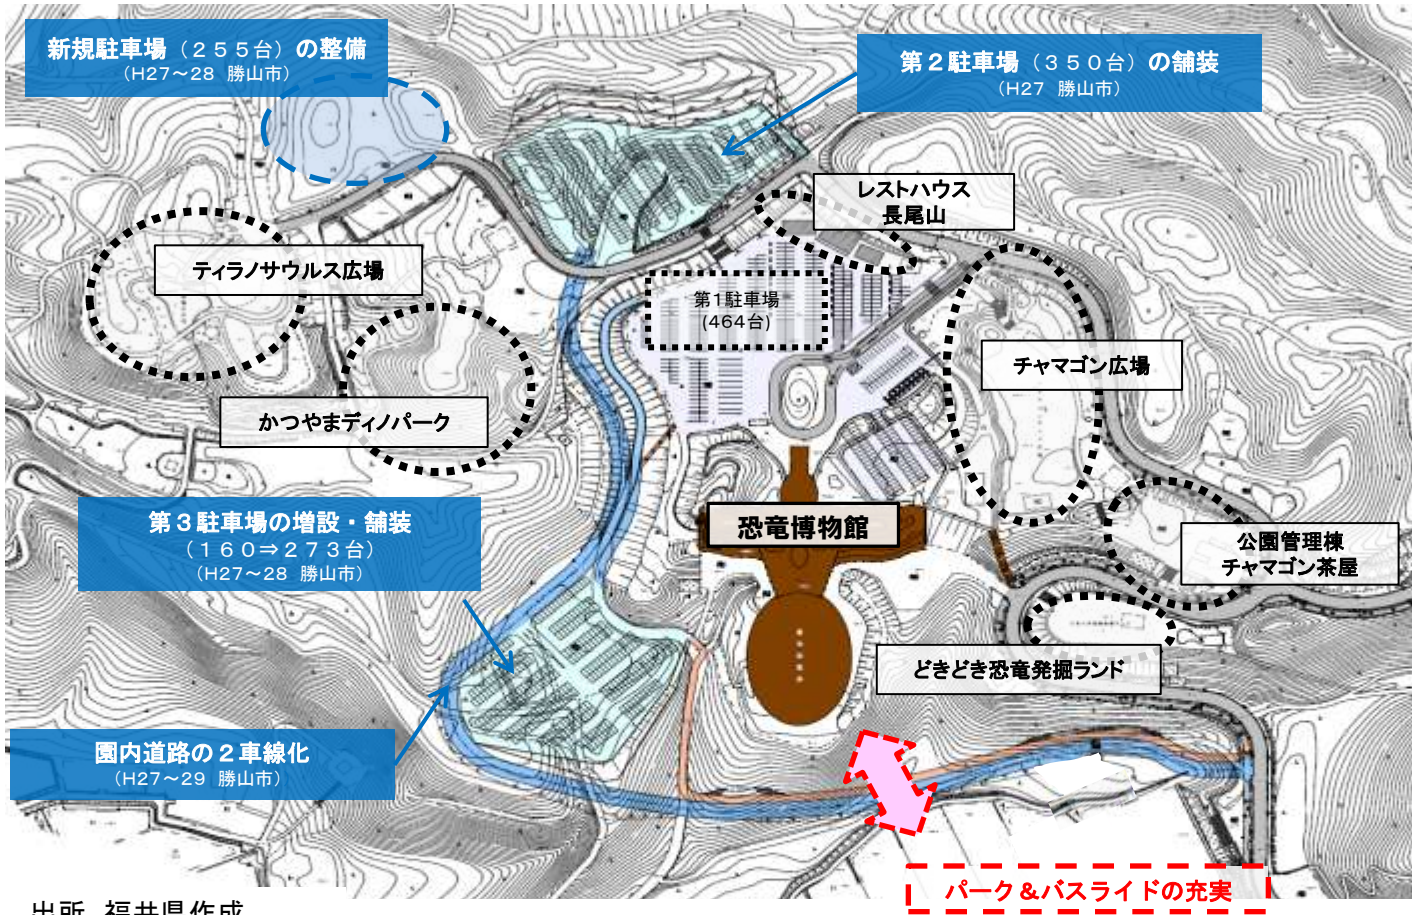 新規駐車場（２５５台）の整備
（H27～28 勝山市）
第２駐車場（３５０台）の舗装
（H27 勝山市）
レストハウス
長尾山
ティラノサウルス広場
第１駐車場
(464台)
チャマゴン広場
かつやまディノパーク
第３駐車場の増設・舗装
（１６０⇒２７３台）
（H27～28 勝山市）
恐竜博物館
公園管理棟
チャマゴン茶屋
どきどき恐竜発掘ランド
園内道路の２車線化
（H27～29 勝山市）
パーク＆バスライドの充実
出所 福井県作成